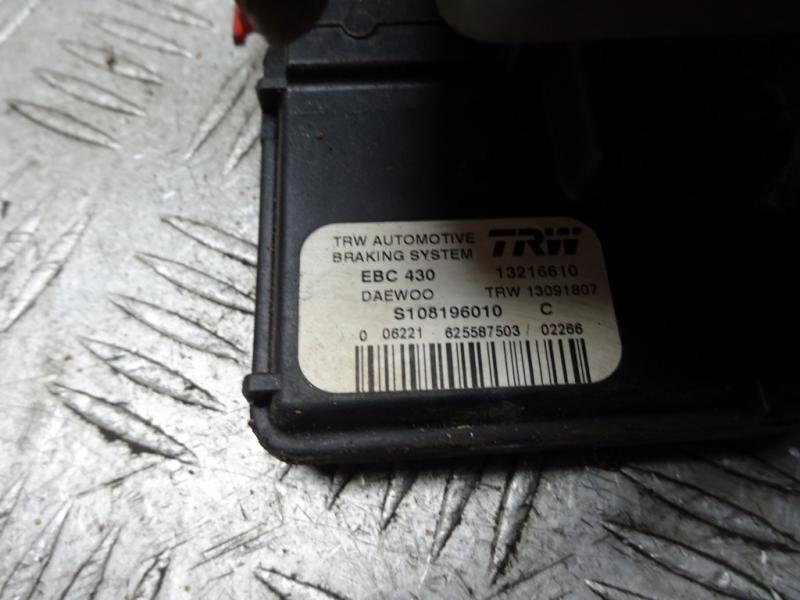 TRW AUTOMOTIVE TRW
BRAKING SYSTEM
EBC 430 13216610
DAEWOO TRW 13091807
S108196010 C
0 06221 625587503 / 02266